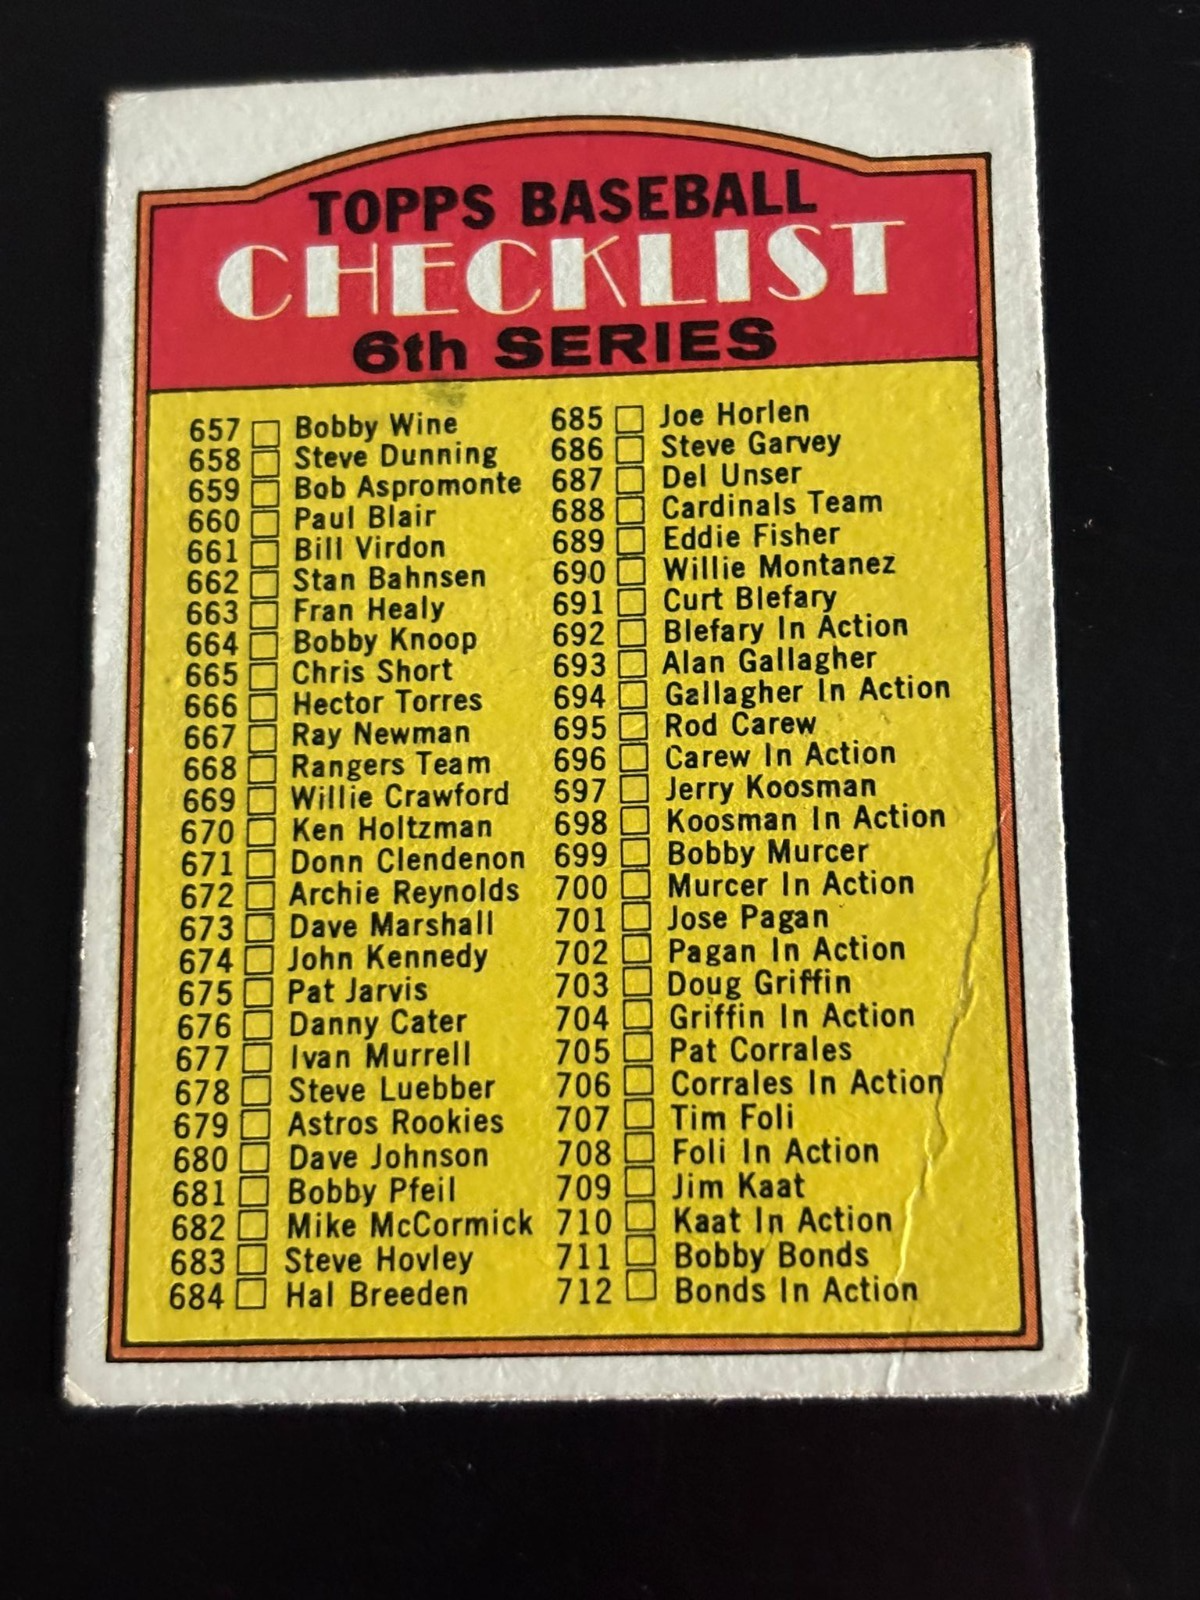 TOPPS BASEBALL
CHECKLIST
6th SERIES
657 Bobby Wine
658 Steve Dunning
659 Bob Aspromonte
660 Paul Blair
661 Bill Virdon
662 Stan Bahnsen
663 Fran Healy
664 Bobby Knoop
665 Chris Short
666 Hector Torres
667 Ray Newman
668 Rangers Team
669 Willie Crawford
670 Ken Holtzman
671 Donn Clendenon
672 Archie Reynolds
673 Dave Marshall
674 John Kennedy
675 Pat Jarvis
676 Danny Cater
677 Ivan Murrell
678 Steve Luebber
679 Astros Rookies
680 Dave Johnson
681 Bobby Pfeil
682 Mike McCormick
683 Steve Hovley
684 Hal Breeden
685 Joe Horlen
686 Steve Garvey
687 Del Unser
688 Cardinals Team
689 Eddie Fisher
690 Willie Montanez
691 Curt Blefary
692 Blefary In Action
693 Alan Gallagher
694 Gallagher In Action
695 Rod Carew
696 Carew In Action
697 Jerry Koosman
698 Koosman In Action
699 Bobby Murcer
700 Murcer In Action
701 Jose Pagan
702 Pagan In Action
703 Doug Griffin
704 Griffin In Action
705 Pat Corrales
706 Corrales In Action
707 Tim Foli
708 Foli In Action
709 Jim Kaat
710 Kaat In Action
711 Bobby Bonds
712 Bonds In Action